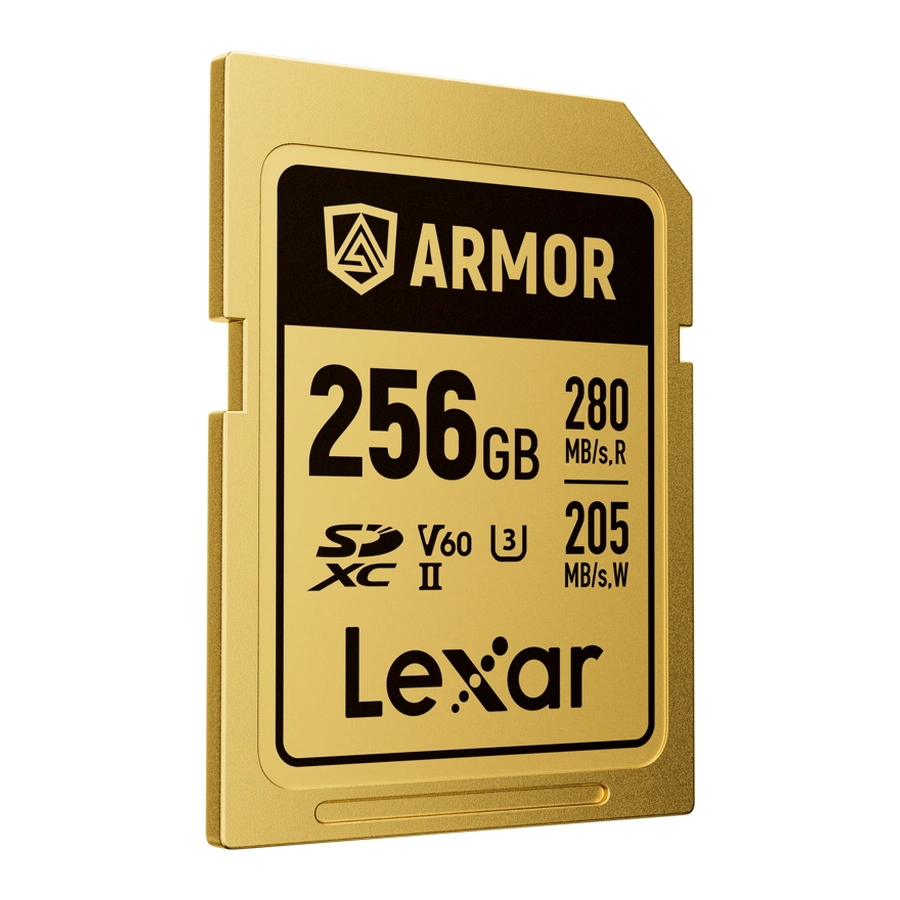 ARMOR
256GB
280
MB/s,R
205
MB/s,W
SD
XC
V60
II
3
Lexar